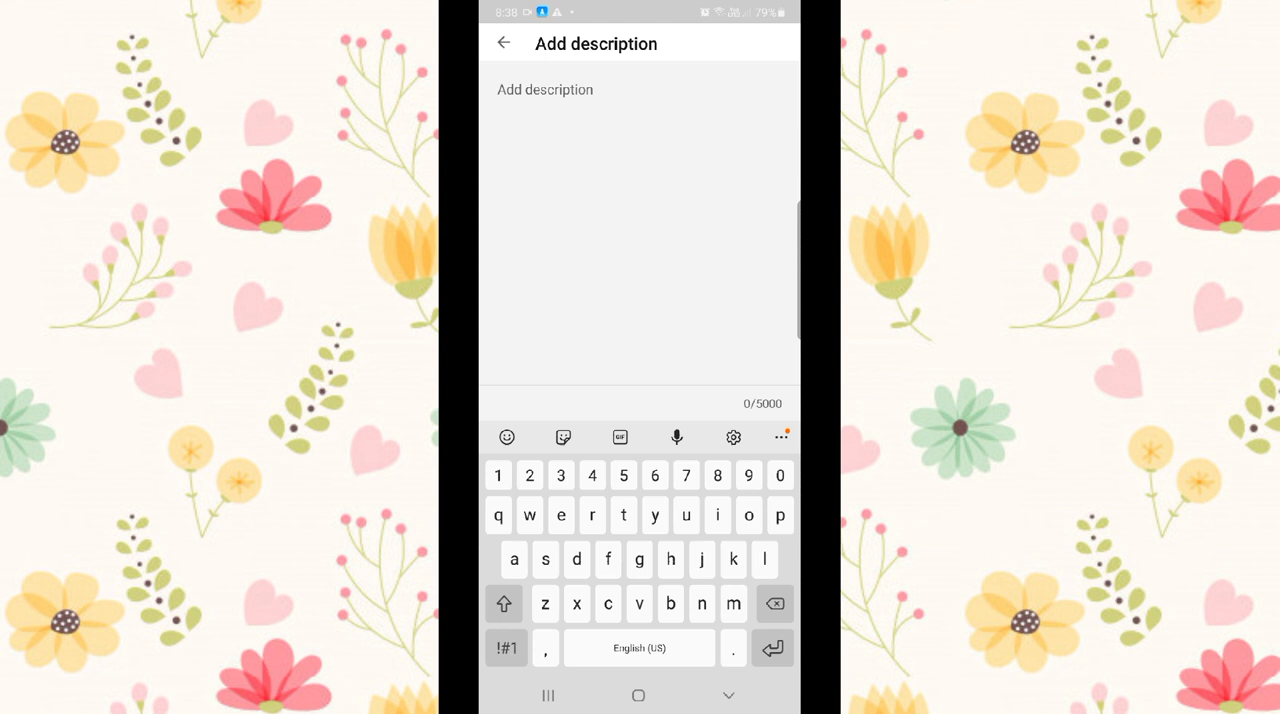 8:38 79%
Add description
Add description
0/5000
GIF
1 2 3 4 5 6 7 8 9 0
q w e r t y u i o p
a s d f g h j k l
z x c v b n m
!#1 , English (US) .